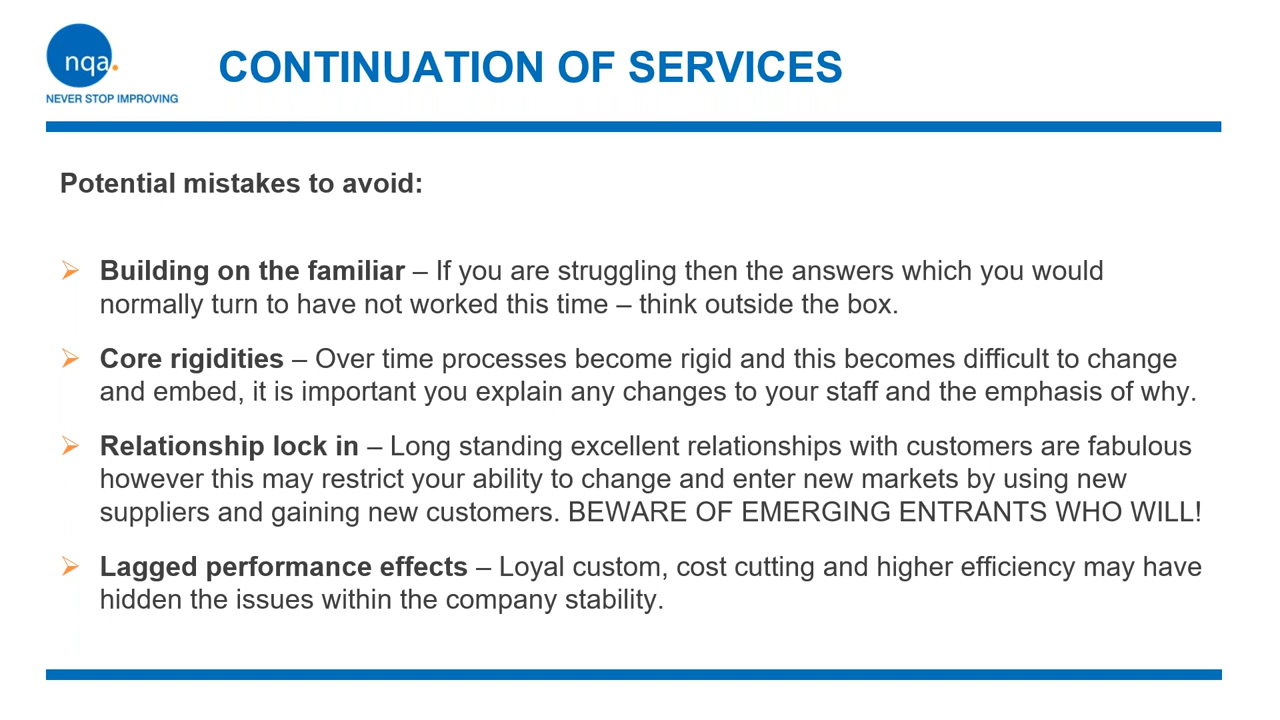 nqa.
NEVER STOP IMPROVING
CONTINUATION OF SERVICES
Potential mistakes to avoid:
Building on the familiar – If you are struggling then the answers which you would
normally turn to have not worked this time – think outside the box.
Core rigidities – Over time processes become rigid and this becomes difficult to change
and embed, it is important you explain any changes to your staff and the emphasis of why.
Relationship lock in – Long standing excellent relationships with customers are fabulous
however this may restrict your ability to change and enter new markets by using new
suppliers and gaining new customers. BEWARE OF EMERGING ENTRANTS WHO WILL!
Lagged performance effects – Loyal custom, cost cutting and higher efficiency may have
hidden the issues within the company stability.